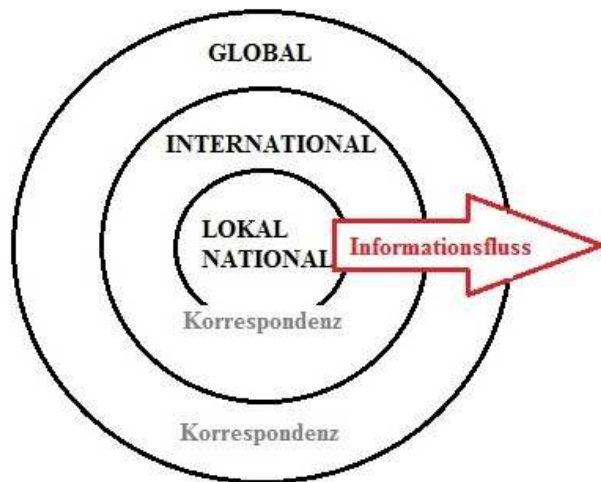 GLOBAL
INTERNATIONAL
LOKAL
NATIONAL
Informationsfluss
Korrespondenz
Korrespondenz